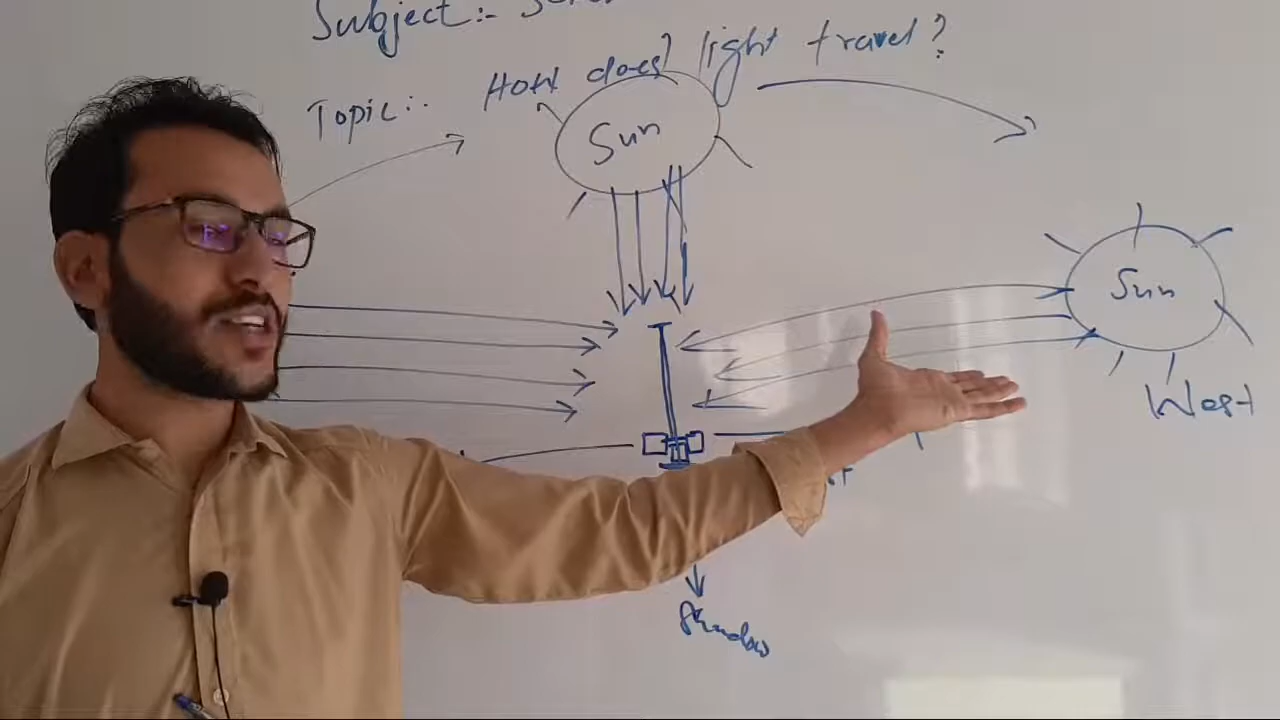 Subject:-
Topic:. How does light travel?
Sun
Sun
West
Shadow